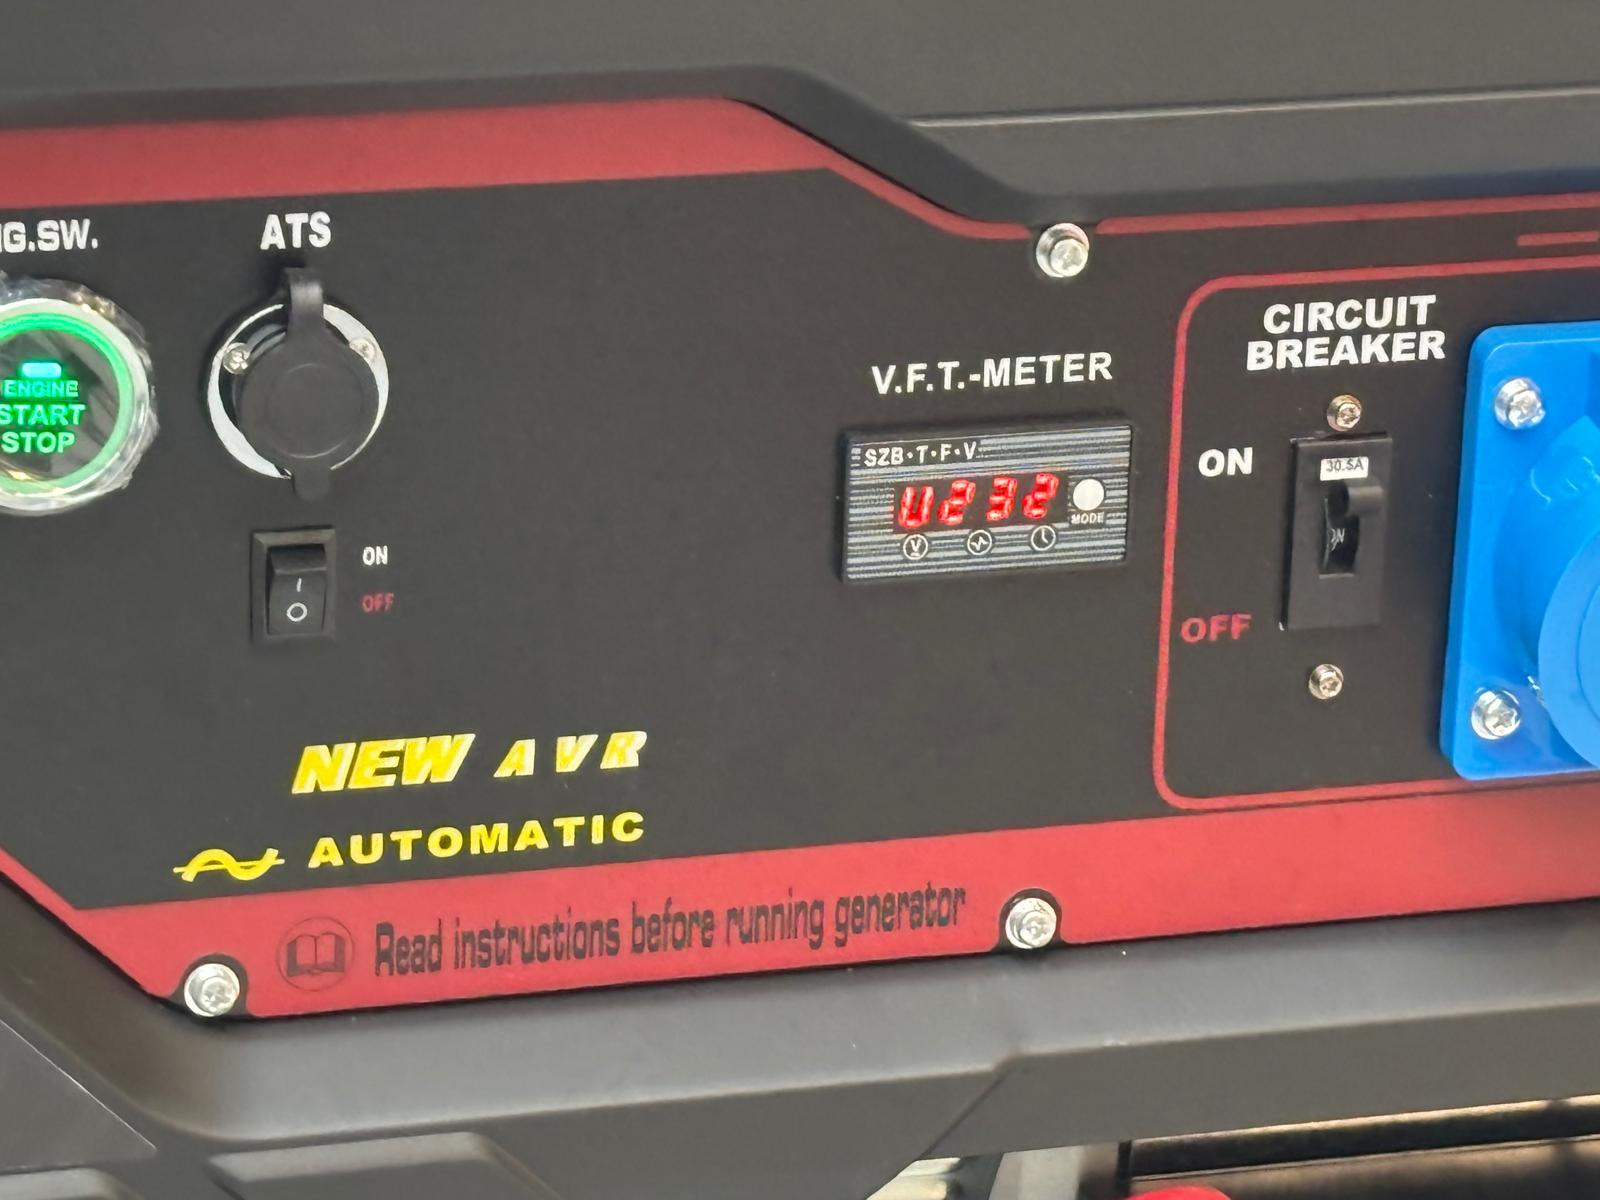 G.SW.
ATS
ENGINE
START
STOP
ON
OFF
V.F.T.-METER
SZB·T·F·V
U232
MODE
V
CIRCUIT
BREAKER
ON
30.5A
ON
OFF
NEW AVR
AUTOMATIC
Read instructions before running generator